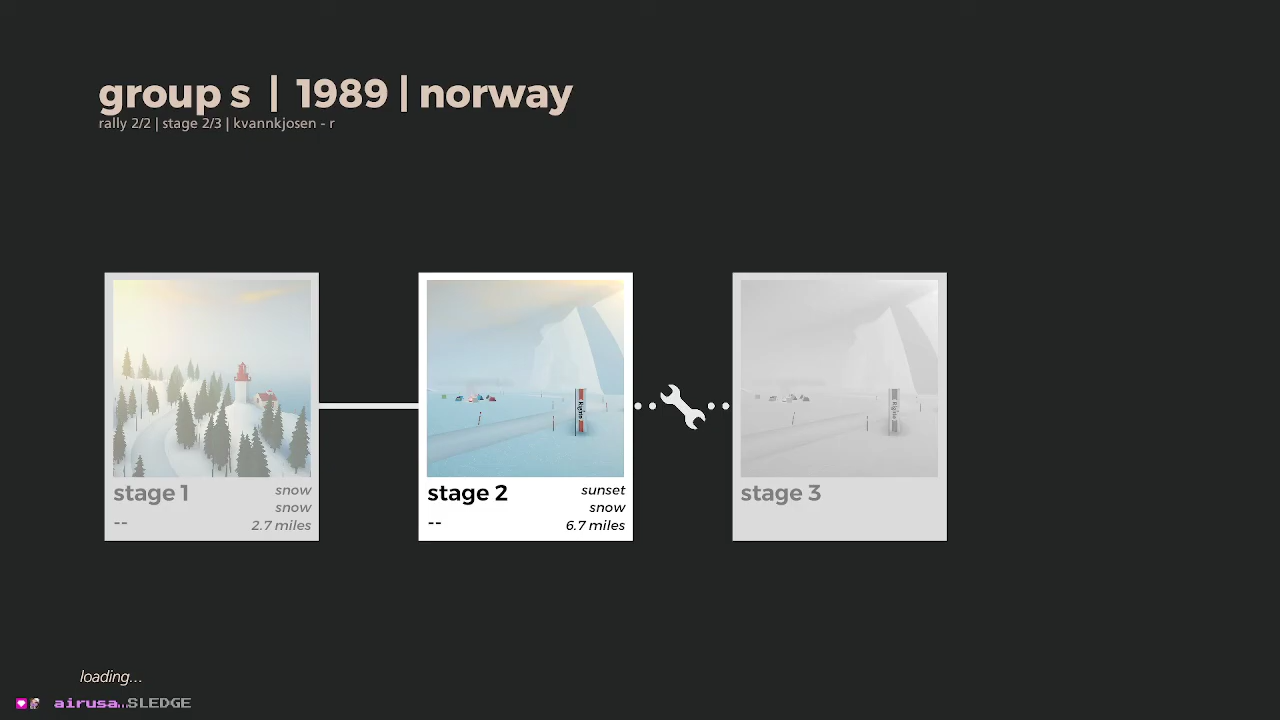 group s | 1989 | norway
rally 2/2 | stage 2/3 | kvannkjosen - r
stage 1
snow
snow
--
2.7 miles
stage 2
sunset
snow
--
6.7 miles
stage 3
loading...
airusa..SLEDGE